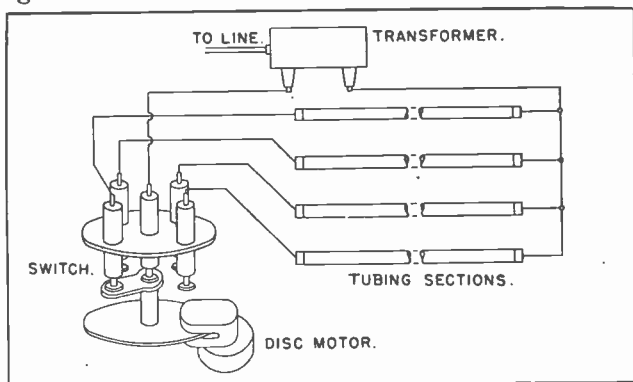 TO LINE.
TRANSFORMER.
SWITCH.
TUBING SECTIONS.
DISC MOTOR.